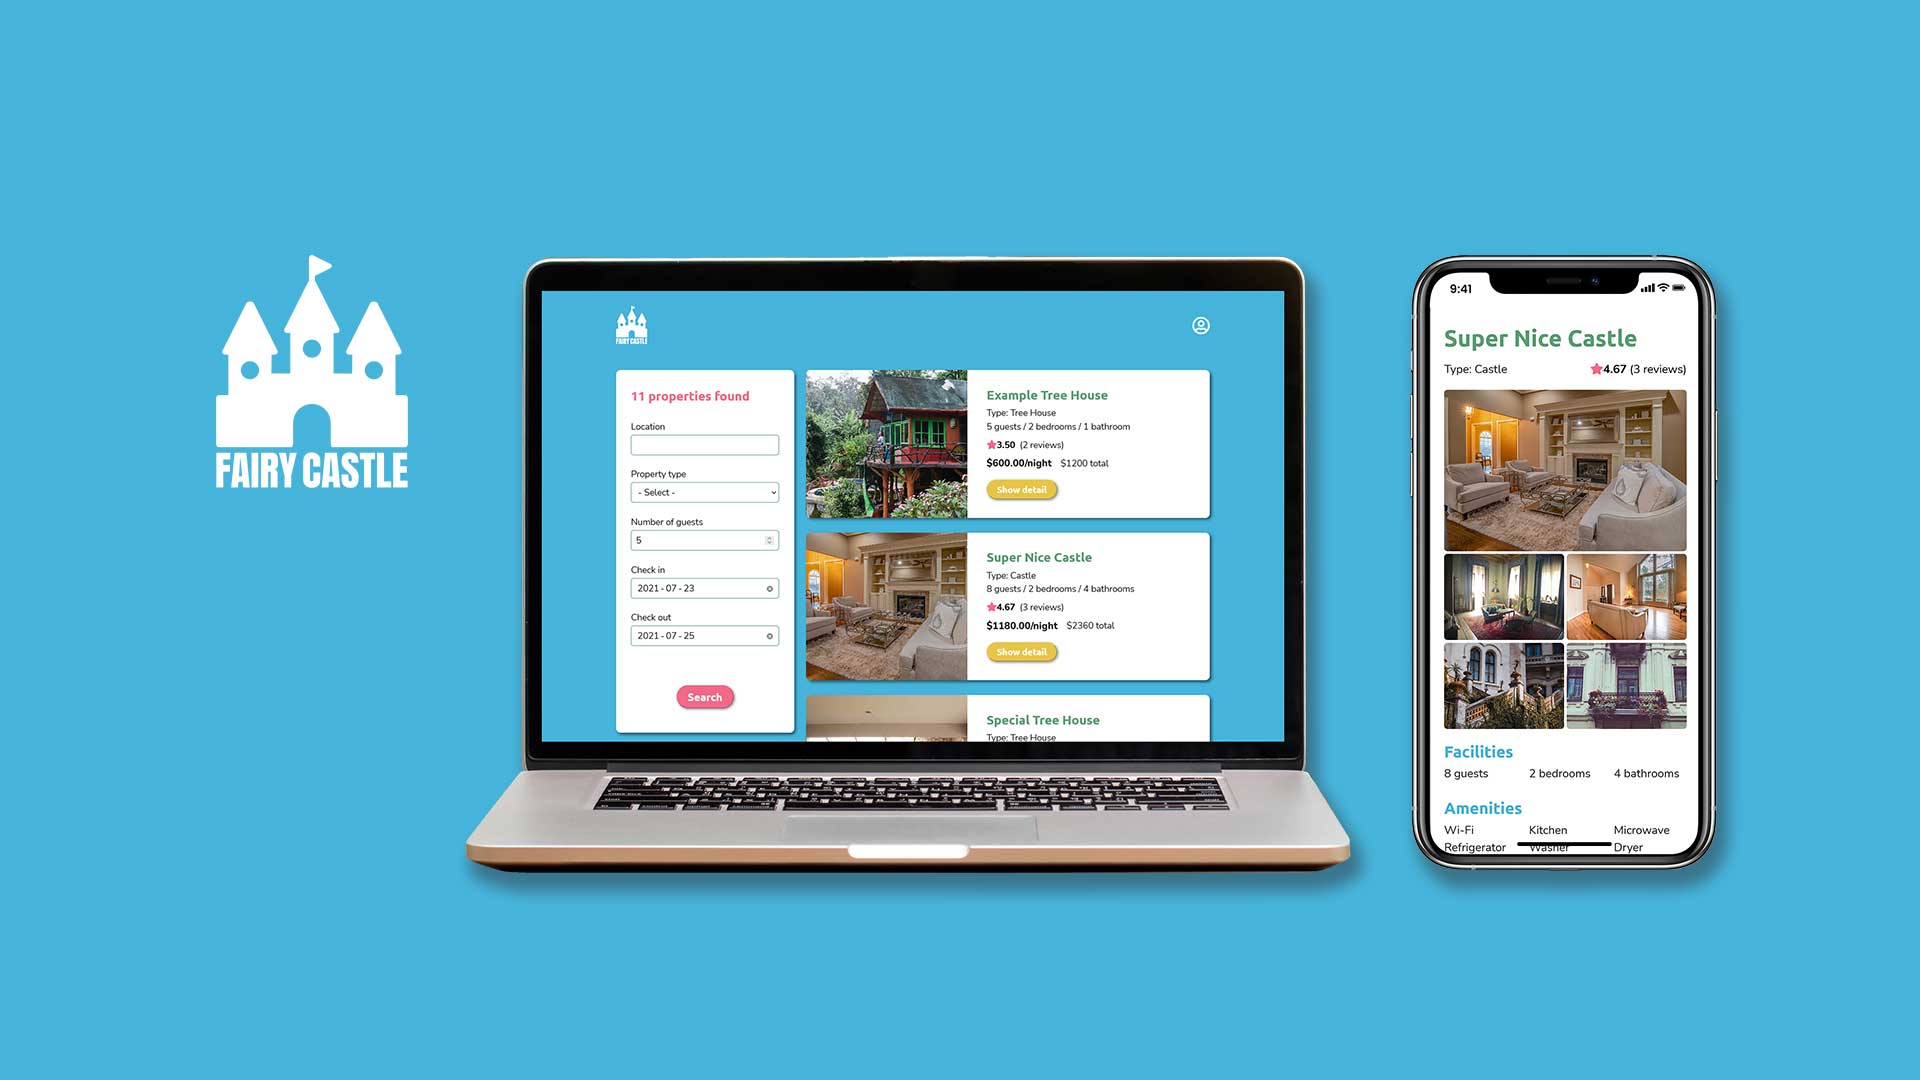 FAIRY CASTLE
FAIRY CASTLE
11 properties found
Location
Property type
- Select -
Number of guests
5
Check in
2021 - 07 - 23
Check out
2021 - 07 - 25
Search
Example Tree House
Type: Tree House
5 guests / 2 bedrooms / 1 bathroom
3.50 (2 reviews)
$600.00/night $1200 total
Show detail
Super Nice Castle
Type: Castle
8 guests / 2 bedrooms / 4 bathrooms
4.67 (3 reviews)
$1180.00/night $2360 total
Show detail
Special Tree House
Type: Tree House
9:41
Super Nice Castle
Type: Castle 4.67 (3 reviews)
Facilities
8 guests 2 bedrooms 4 bathrooms
Amenities
Wi-Fi Kitchen Microwave
Refrigerator Washer Dryer